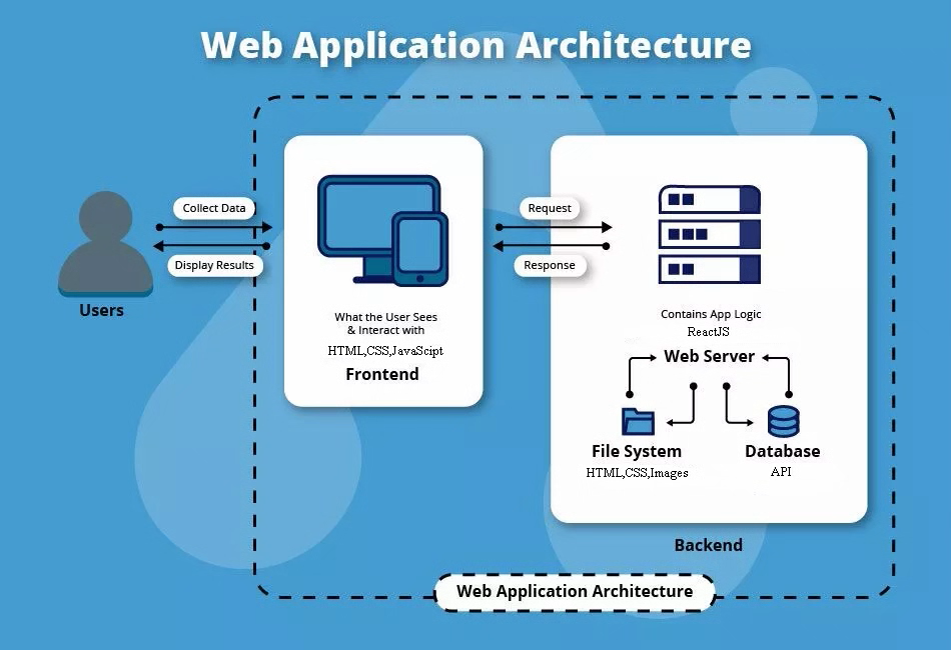 Web Application Architecture
Collect Data
Display Results
Users
What the User Sees
& Interact with
HTML,CSS,JavaScipt
Frontend
Request
Response
Contains App Logic
ReactJS
Web Server
File System
HTML,CSS,Images
Database
API
Backend
Web Application Architecture